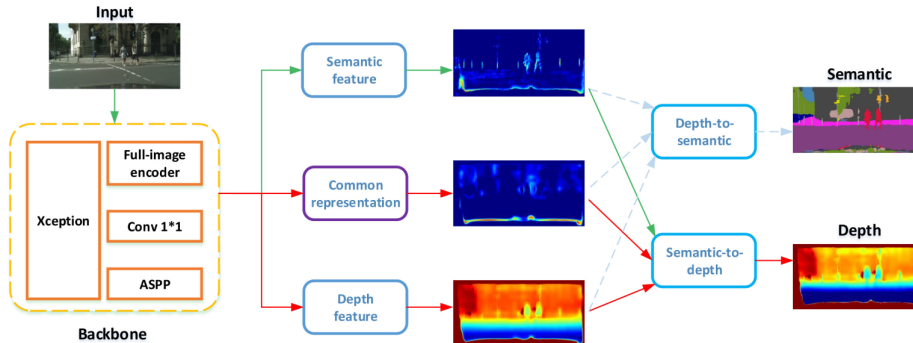 Input
Xception
Full-image
encoder
Conv 1*1
ASPP
Backbone
Semantic
feature
Common
representation
Depth
feature
Depth-to-
semantic
Semantic-to-
depth
Semantic
Depth